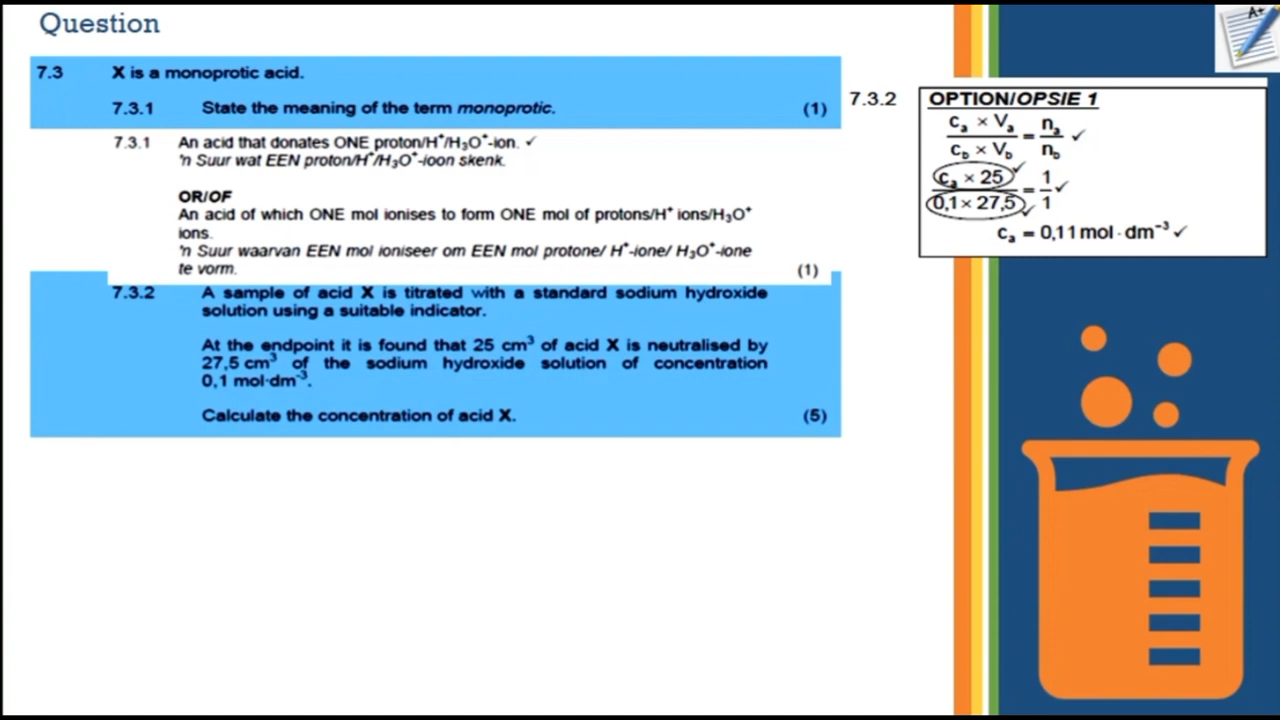 Question
7.3 X is a monoprotic acid.
7.3.1 State the meaning of the term monoprotic. (1)
7.3.1 An acid that donates ONE proton/H⁺/H₃O⁺-ion. ✓
'n Suur wat EEN proton/H⁺/H₃O⁺-ioon skenk.
OR/OF
An acid of which ONE mol ionises to form ONE mol of protons/H⁺ ions/H₃O⁺
ions.
'n Suur waarvan EEN mol ioniseer om EEN mol protone/ H⁺-ione/ H₃O⁺-ione
te vorm. (1)
7.3.2 A sample of acid X is titrated with a standard sodium hydroxide
solution using a suitable indicator.
At the endpoint it is found that 25 cm³ of acid X is neutralised by
27,5 cm³ of the sodium hydroxide solution of concentration
0,1 mol·dm⁻³.
Calculate the concentration of acid X. (5)
7.3.2 OPTION/OPSIE 1
cₐ × Vₐ / c_b × V_b = nₐ / n_b ✓
cₐ × 25 ✓ / 0,1 × 27,5 ✓ = 1 / 1 ✓
cₐ = 0,11 mol · dm⁻³ ✓
A+